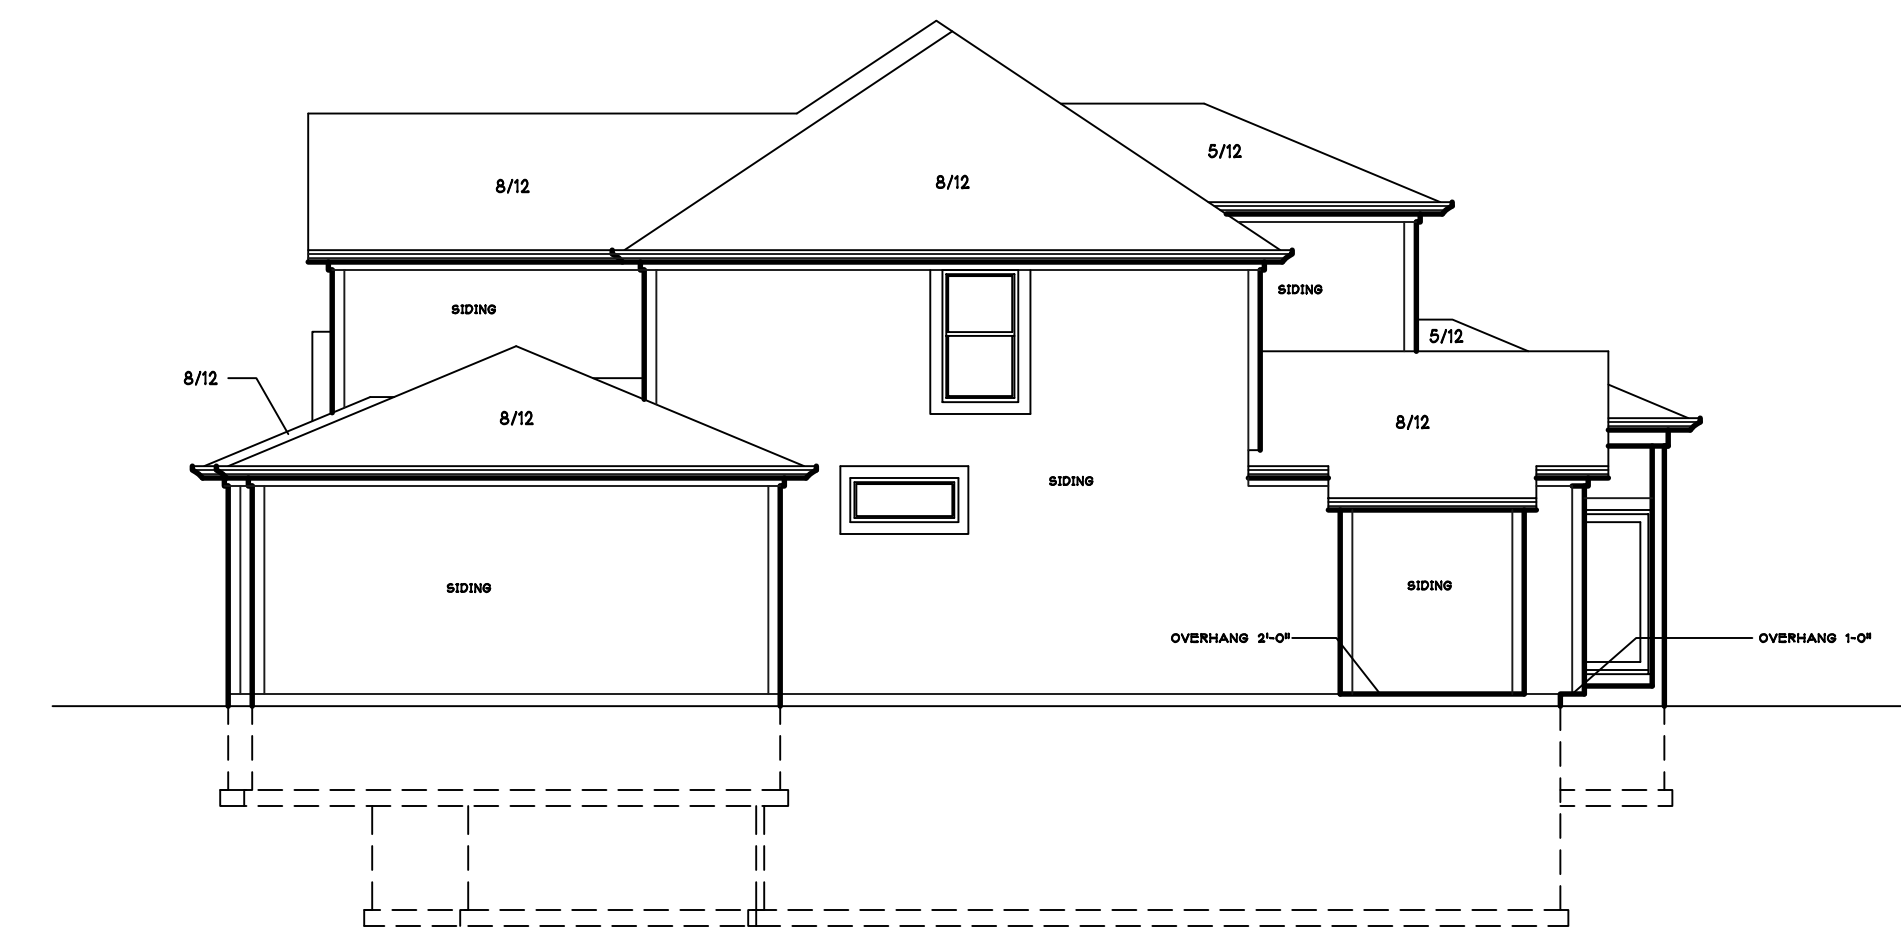 5/12
8/12
8/12
SIDING
SIDING
5/12
8/12
8/12
8/12
SIDING
SIDING
SIDING
OVERHANG 2'-0"
OVERHANG 1-0"